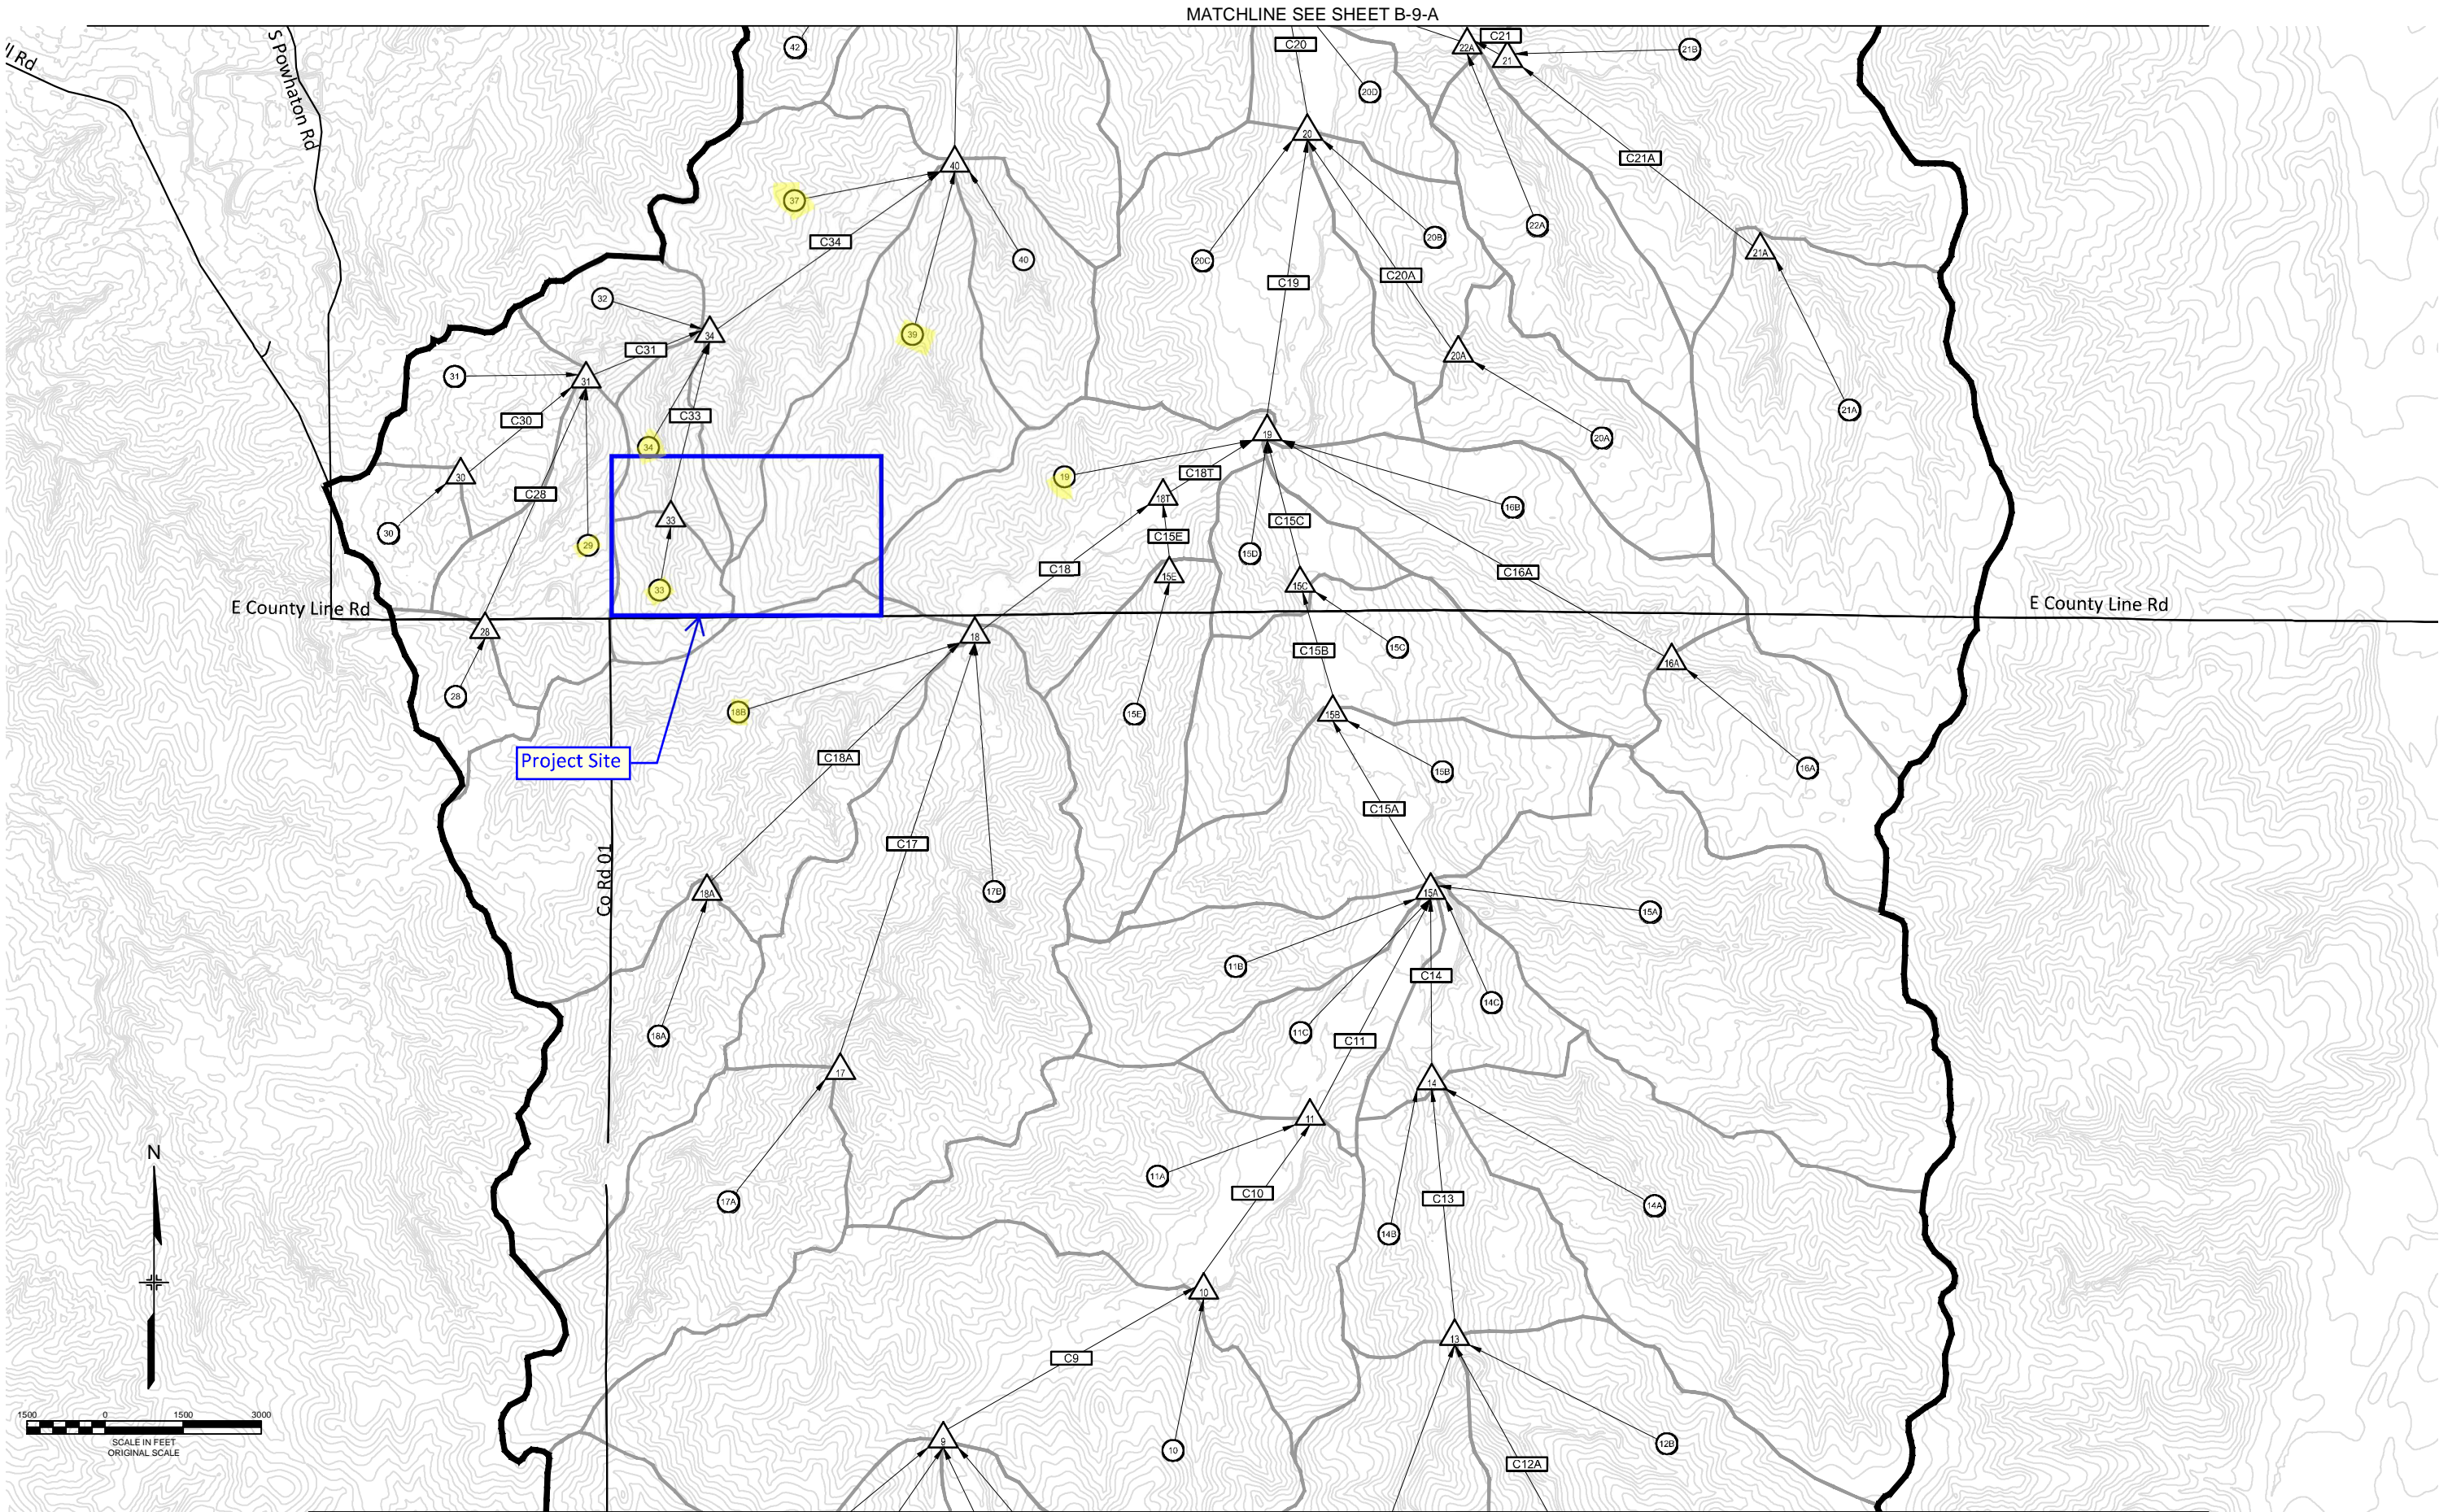 MATCHLINE SEE SHEET B-9-A
ll Rd
S Powhaton Rd
42
C20
22A
C21
21
21B
20D
20
40
C21A
37
C34
20C
40
20B
22A
21A
C20A
C19
32
34
39
C31
20A
31
31
C30
C33
21A
34
19
20A
30
C28
19
C18T
18T
16B
33
C15C
30
29
C15E
15D
C18
15E
15C
C16A
33
E County Line Rd
E County Line Rd
28
18
C15B
15C
16A
28
18B
15E
15B
Project Site
C18A
15B
16A
C15A
C17
Co Rd 01
18A
17B
15A
15A
11B
C14
14C
18A
11C
C11
17
14
11
N
11A
C10
C13
17A
14A
14B
10
13
C9
1500 0 1500 3000
SCALE IN FEET
ORIGINAL SCALE
9
10
12B
C12A